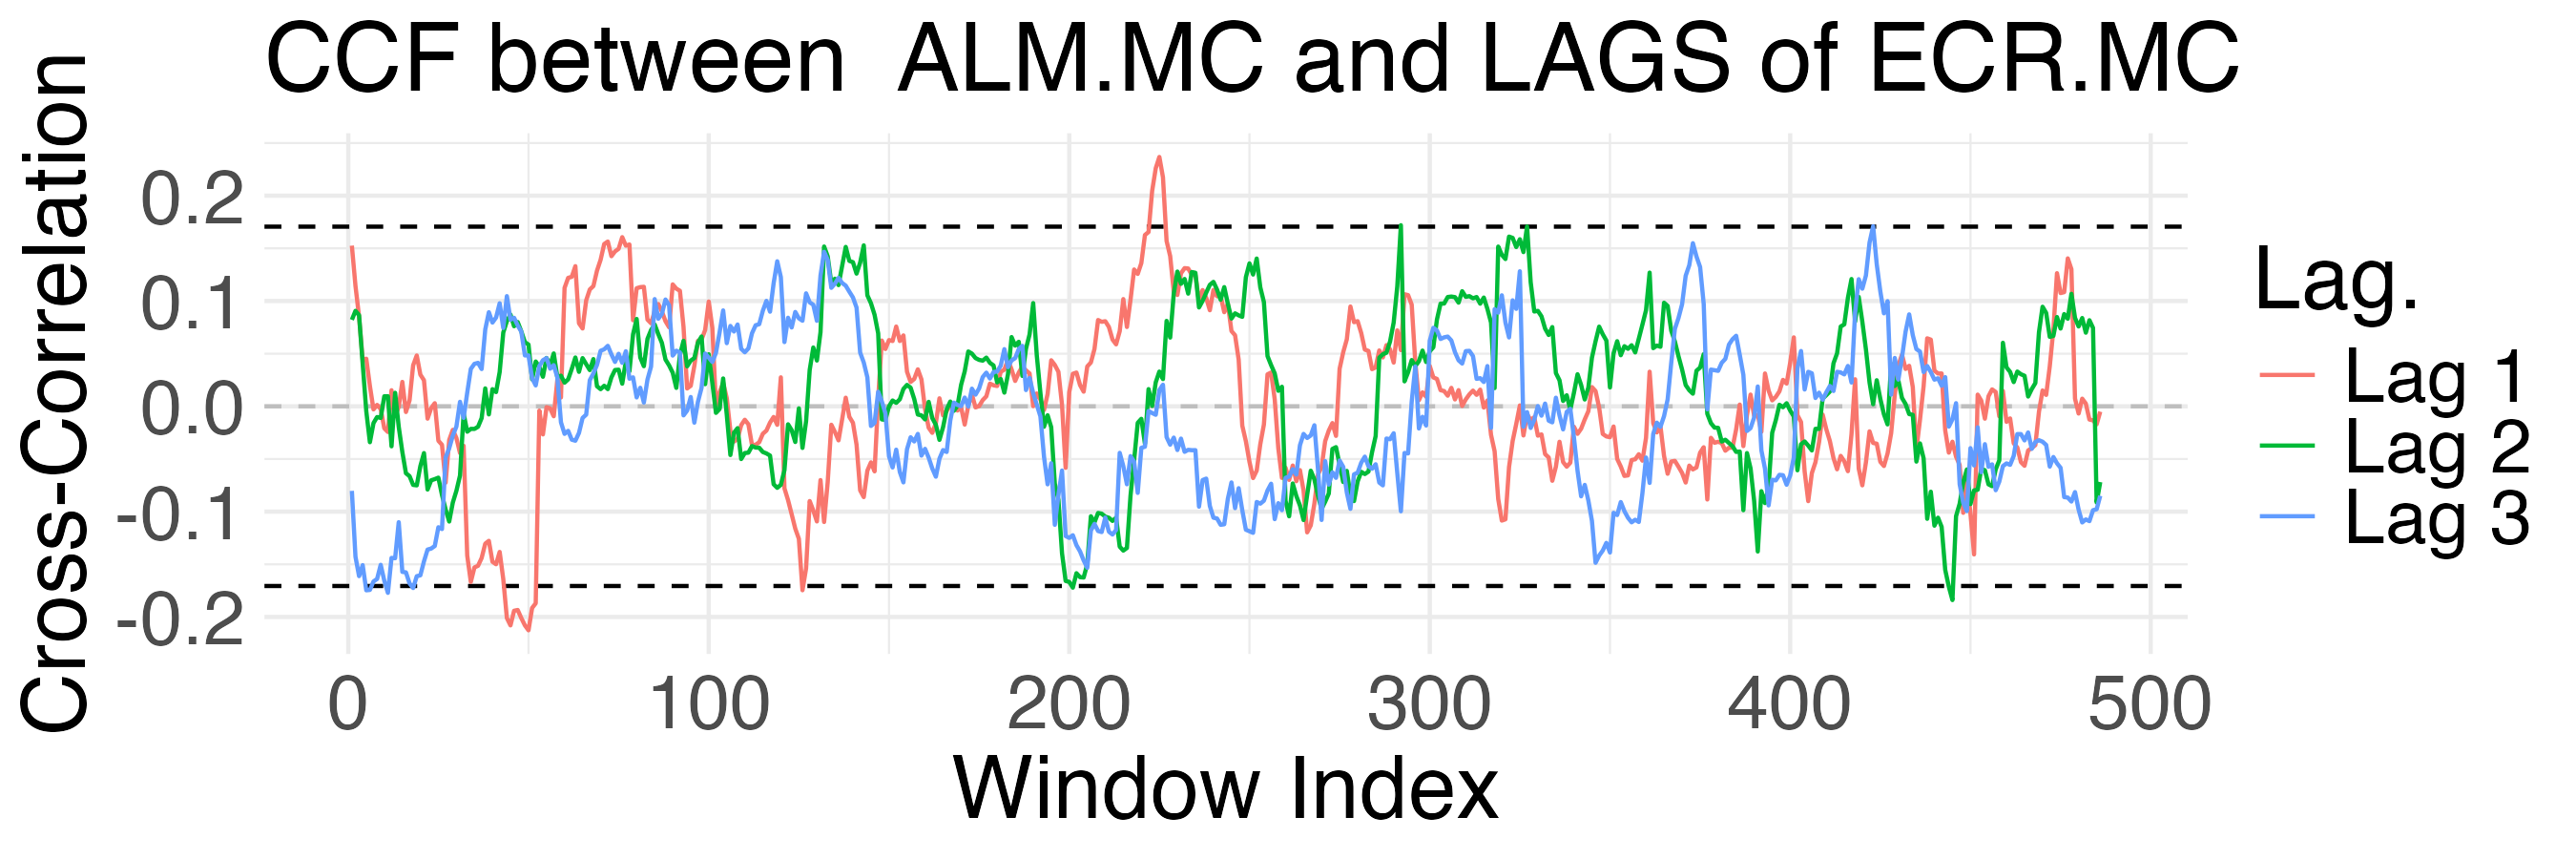 CCF between  ALM.MC and LAGS of ECR.MC
Cross-Correlation
0.2
0.1
0.0
-0.1
-0.2
0 100 200 300 400 500
Window Index
Lag.
Lag 1
Lag 2
Lag 3